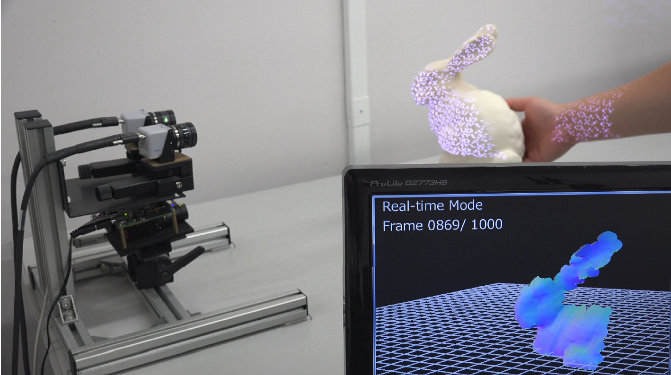 ProLite B2773HS
Real-time Mode
Frame 0869/ 1000